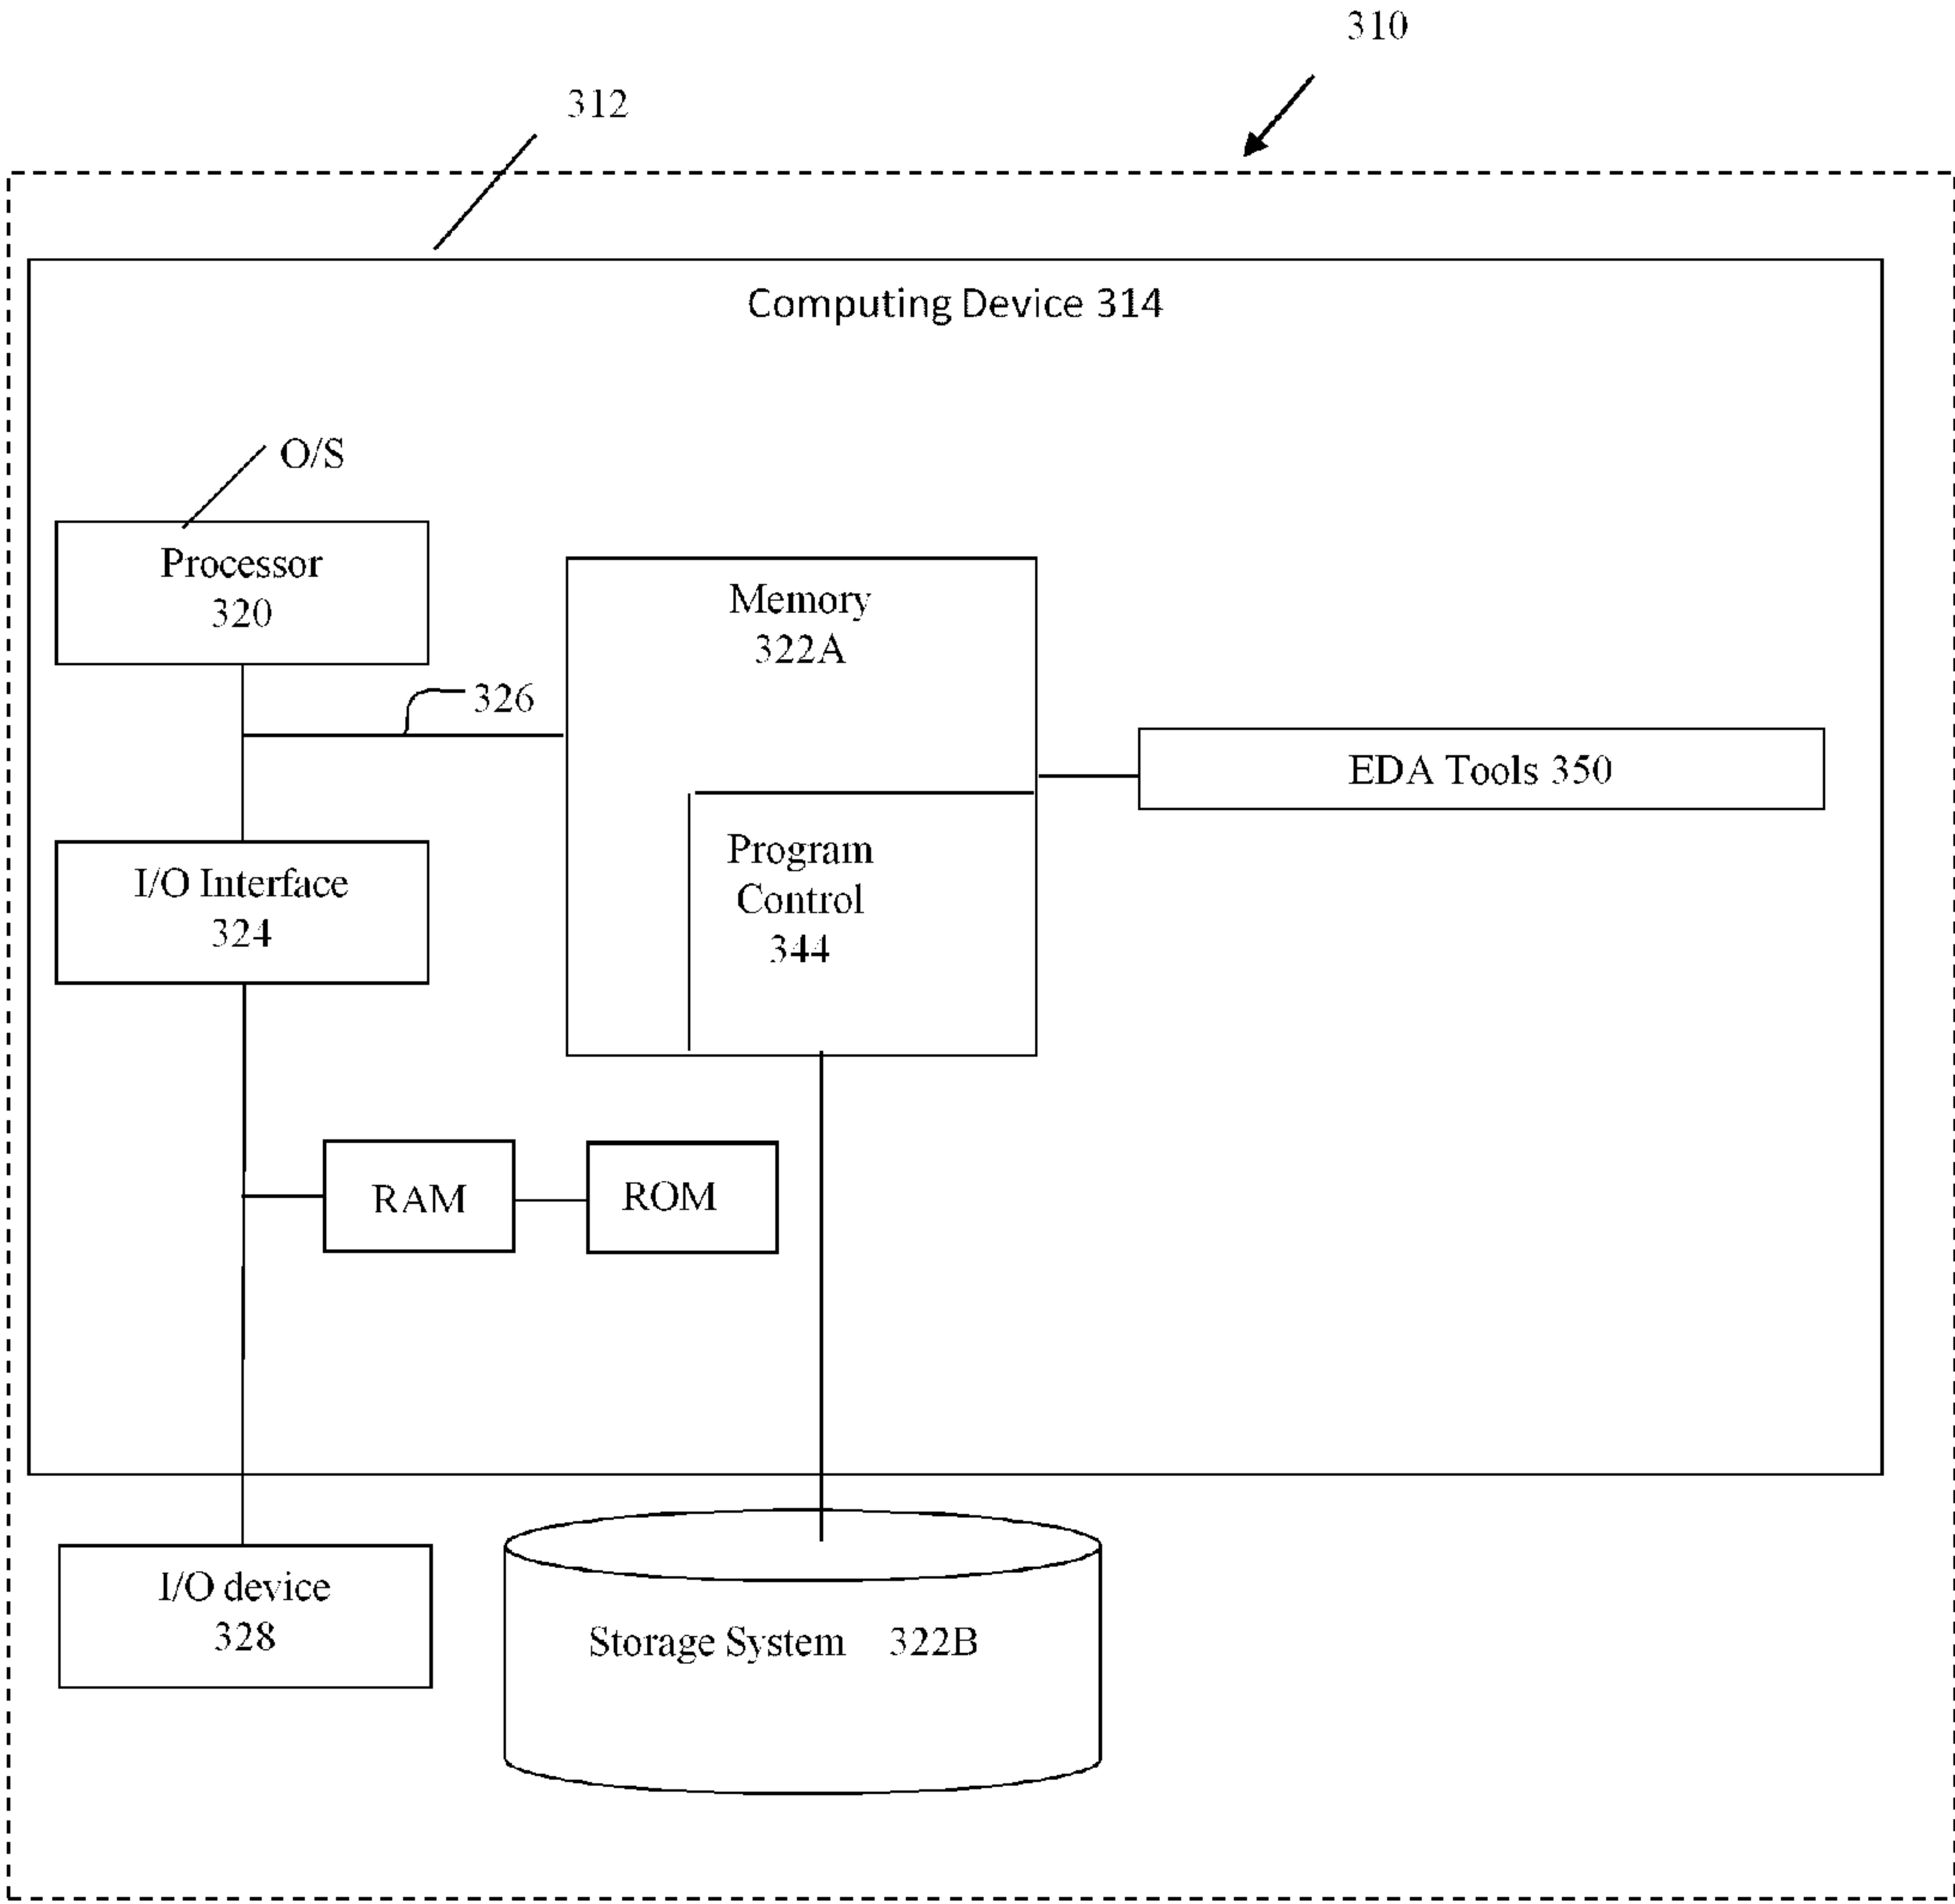 310
312
Computing Device 314
O/S
Processor
320
Memory
322A
326
EDA Tools 350
Program
Control
344
I/O Interface
324
RAM
ROM
I/O device
328
Storage System 322B